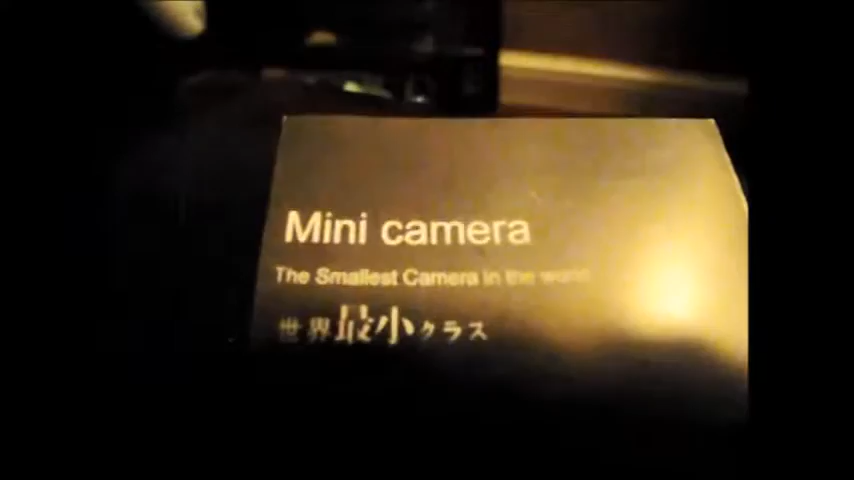 Mini camera
The Smallest Camera in the world
世界最小クラス